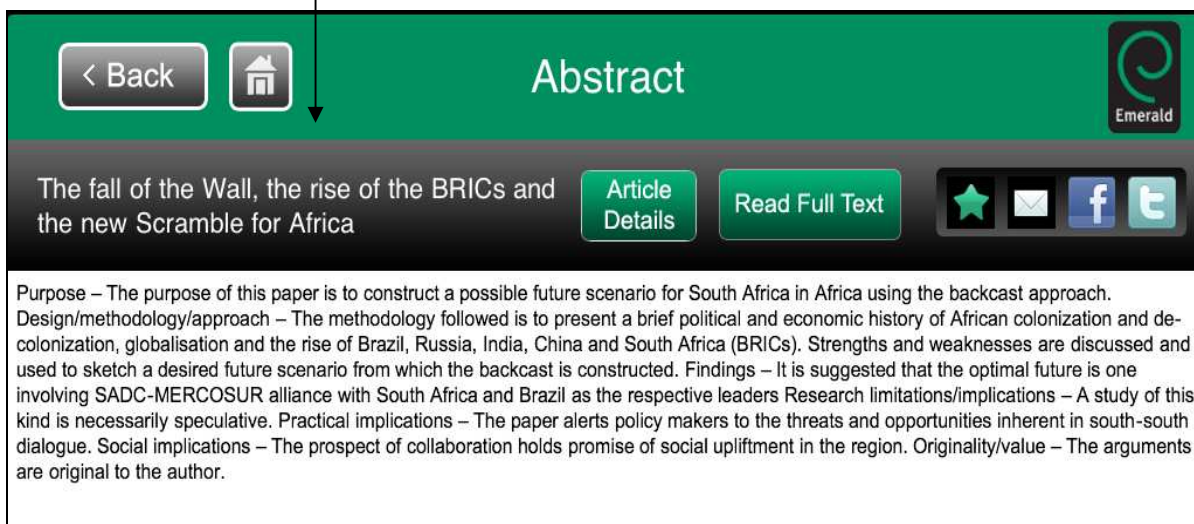 < Back
Abstract
Emerald
The fall of the Wall, the rise of the BRICs and
the new Scramble for Africa
Article
Details
Read Full Text
Purpose – The purpose of this paper is to construct a possible future scenario for South Africa in Africa using the backcast approach.
Design/methodology/approach – The methodology followed is to present a brief political and economic history of African colonization and de-
colonization, globalisation and the rise of Brazil, Russia, India, China and South Africa (BRICs). Strengths and weaknesses are discussed and
used to sketch a desired future scenario from which the backcast is constructed. Findings – It is suggested that the optimal future is one
involving SADC-MERCOSUR alliance with South Africa and Brazil as the respective leaders Research limitations/implications – A study of this
kind is necessarily speculative. Practical implications – The paper alerts policy makers to the threats and opportunities inherent in south-south
dialogue. Social implications – The prospect of collaboration holds promise of social upliftment in the region. Originality/value – The arguments
are original to the author.